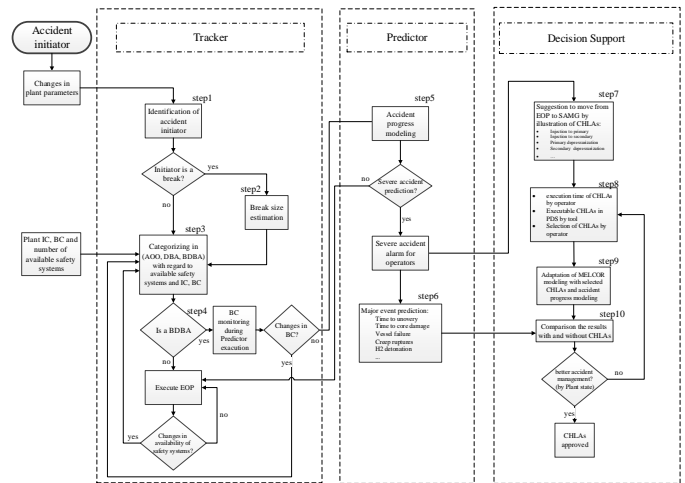 Accident
initiator
Changes in
plant parameters
Plant IC, BC and
number of
available safety
systems
Tracker
step1
Identification of
accident
initiator
Initiator is a
break?
yes
no
step2
Break size
estimation
step3
Categorizing in
(AOO, DBA, BDBA)
with regard to
available safety
systems and IC, BC
step4
Is a BDBA
yes
no
BC
monitoring
during
Predictor
execution
Changes in
BC?
no
yes
Execute EOP
Changes in
availability of
safety systems?
yes
no
Predictor
step5
Accident
progress
modeling
Severe accident
prediction?
no
yes
Severe accident
alarm for
operators
step6
Major event prediction:
Time to unovery
Time to core damage
Vessel failure
Creep ruptures
H2 detonation
...
Decision Support
step7
Suggestion to move from
EOP to SAMG by
illustration of CHLAs:
• Injection to primary
• Injection to secondary
• Primary depressurization
• Secondary depressurization
• ...
step8
• execution time of CHLAs
by operator
• Executable CHLAs in
PDS by tool
• Selection of CHLAs by
operator
step9
Adaptation of MELCOR
modeling with selected
CHLAs and accident
progress modeling
step10
Comparison the results
with and without CHLAs
better accident
management?
(by Plant state)
no
yes
CHLAs
approved